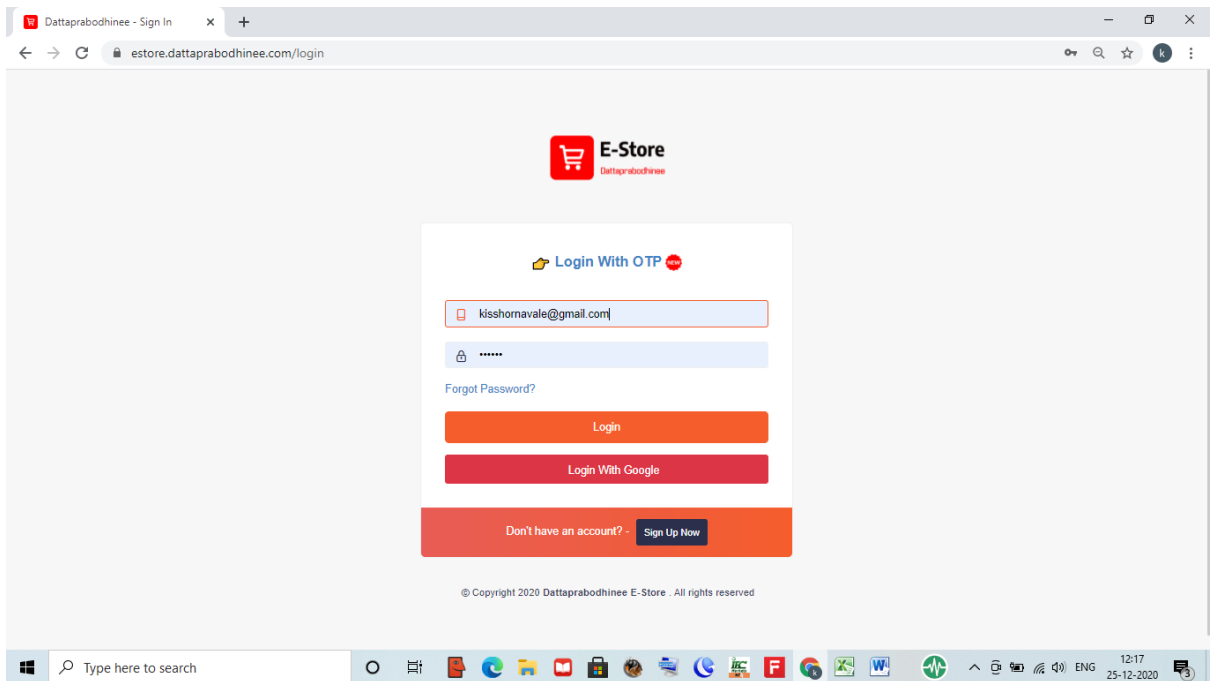 Dattaprabodhinee - Sign In
estore.dattaprabodhinee.com/login
k
E-Store
Dattaprabodhinee
Login With OTP NEW
kisshornavale@gmail.com
••••••
Forgot Password?
Login
Login With Google
Don't have an account? - Sign Up Now
© Copyright 2020 Dattaprabodhinee E-Store . All rights reserved
Type here to search
F
W
ENG
12:17
25-12-2020
3